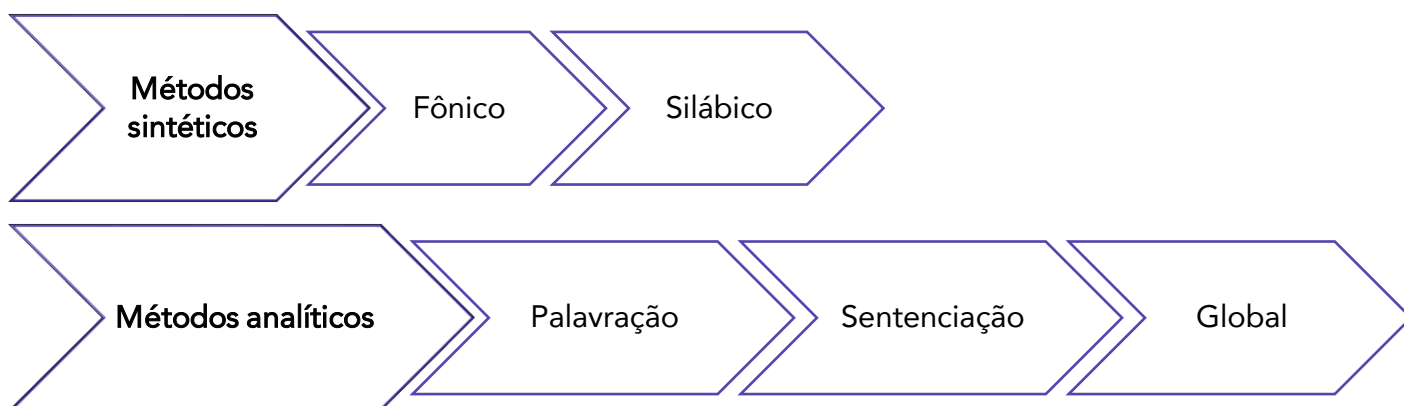 Métodos
sintéticos
Fônico
Silábico
Métodos analíticos
Palavração
Sentenciação
Global